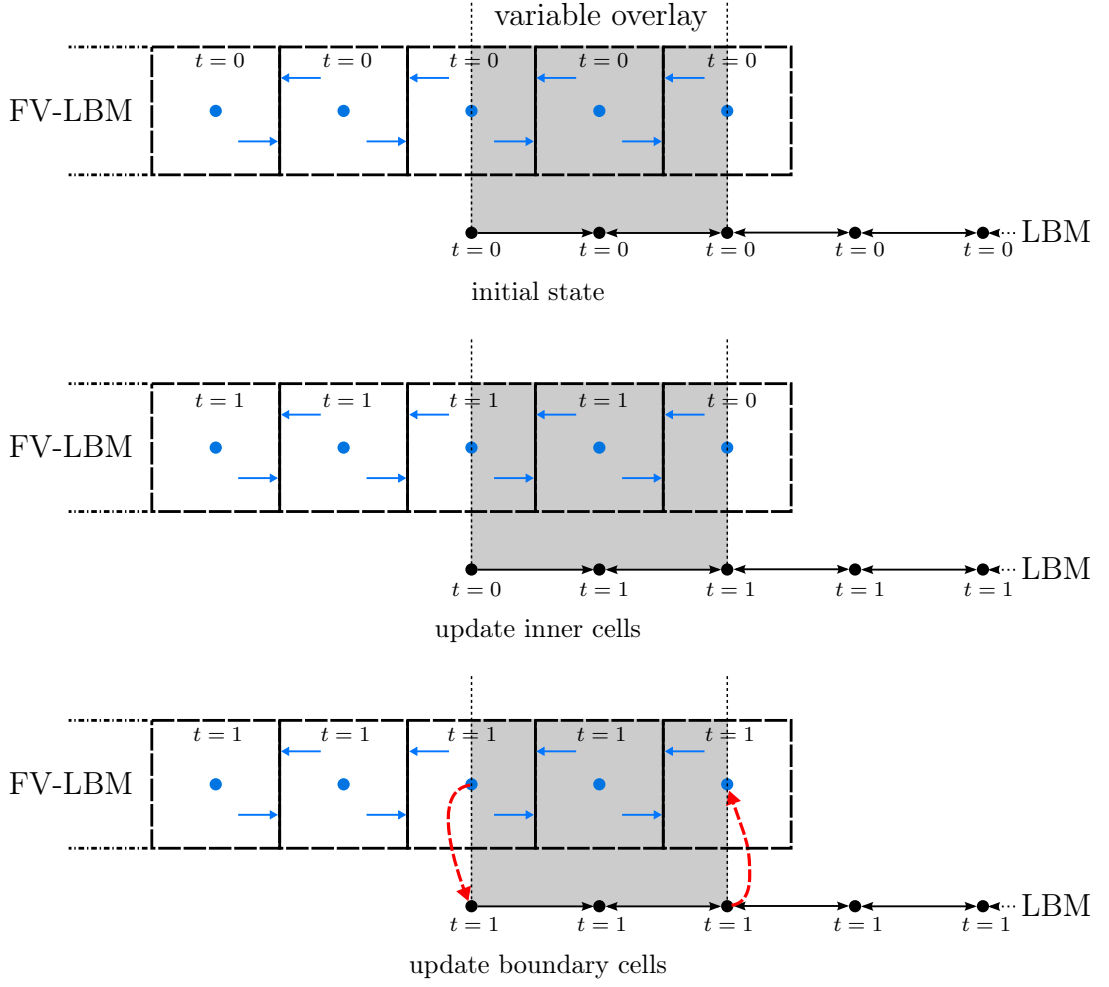 variable overlay
t = 0 t = 0 t = 0 t = 0 t = 0
FV-LBM
LBM
t = 0 t = 0 t = 0 t = 0 t = 0
initial state
t = 1 t = 1 t = 1 t = 1 t = 0
FV-LBM
LBM
t = 0 t = 1 t = 1 t = 1 t = 1
update inner cells
t = 1 t = 1 t = 1 t = 1 t = 1
FV-LBM
LBM
t = 1 t = 1 t = 1 t = 1 t = 1
update boundary cells